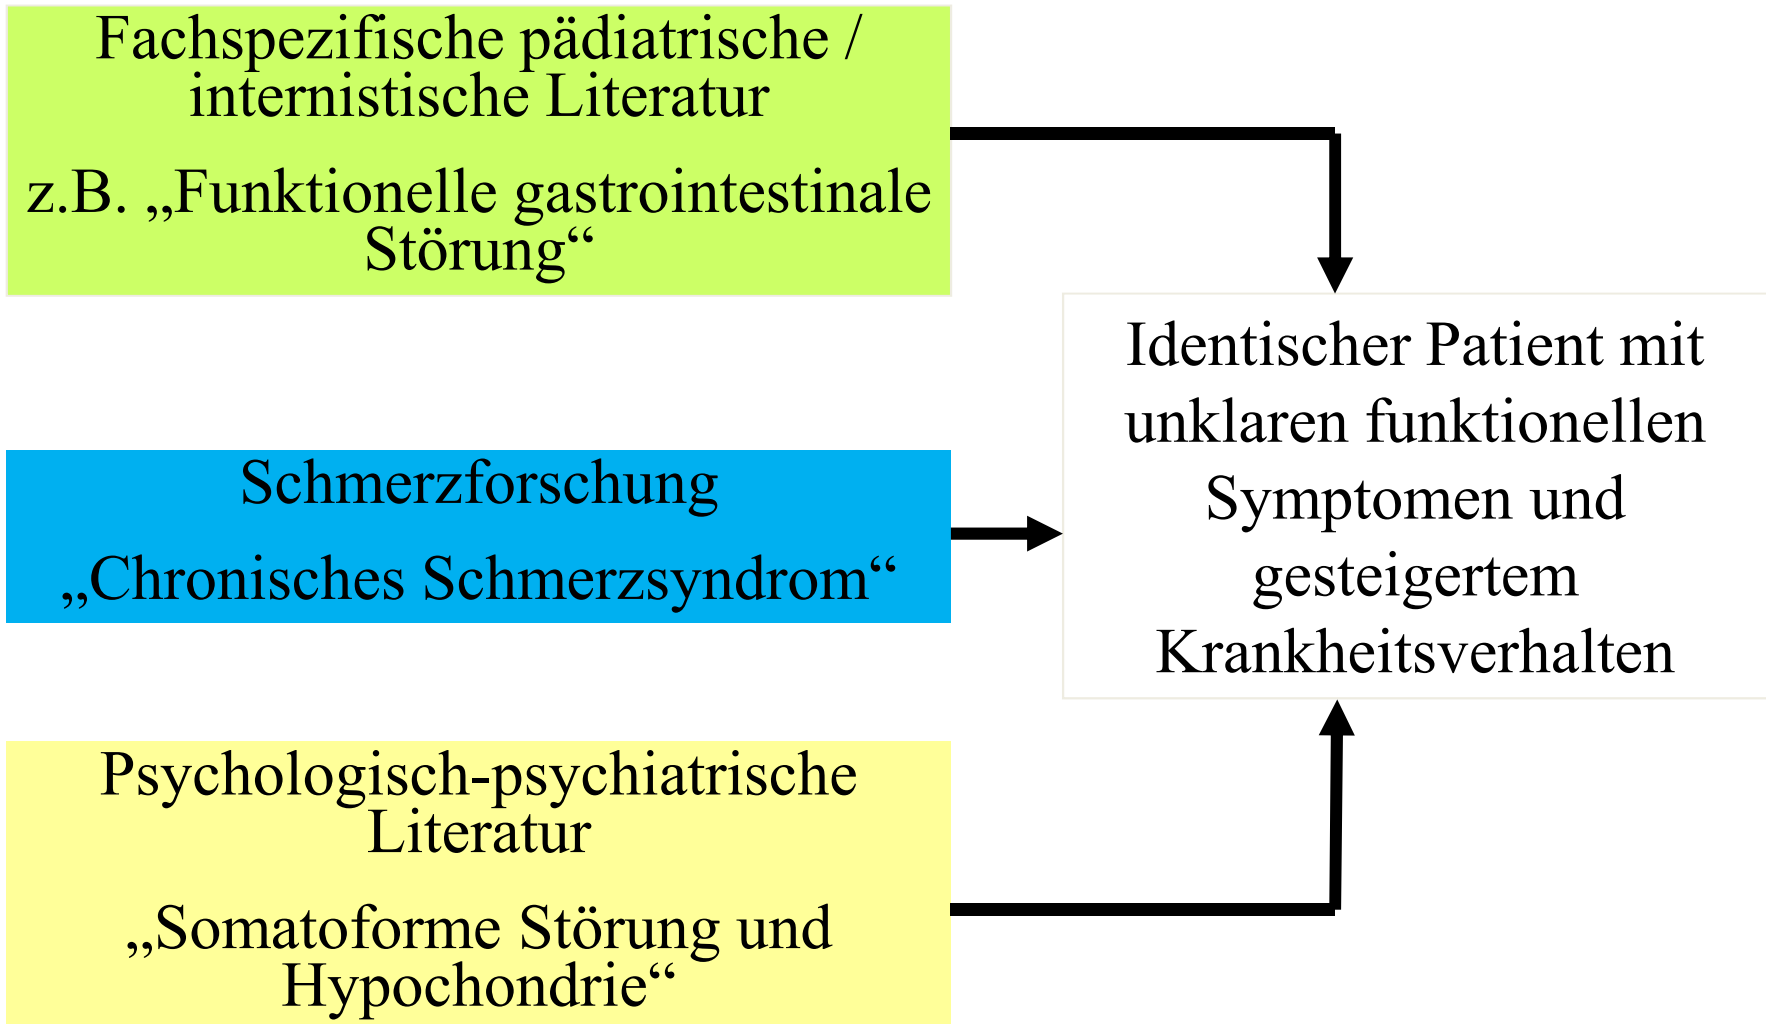 Fachspezifische pädiatrische /
internistische Literatur
z.B. „Funktionelle gastrointestinale
Störung“
Schmerzforschung
„Chronisches Schmerzsyndrom“
Psychologisch-psychiatrische
Literatur
„Somatoforme Störung und
Hypochondrie“
Identischer Patient mit
unklaren funktionellen
Symptomen und
gesteigertem
Krankheitsverhalten